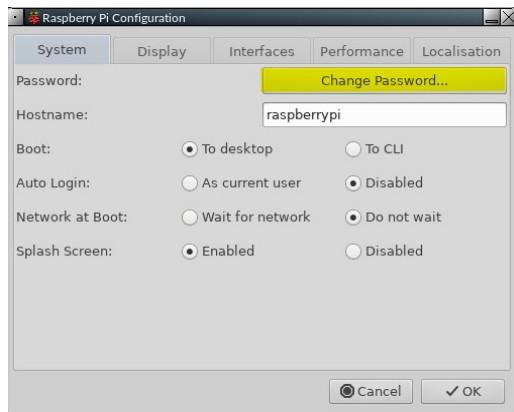 Raspberry Pi Configuration
System Display Interfaces Performance Localisation
Password: Change Password...
Hostname: raspberrypi
Boot: To desktop To CLI
Auto Login: As current user Disabled
Network at Boot: Wait for network Do not wait
Splash Screen: Enabled Disabled
Cancel OK